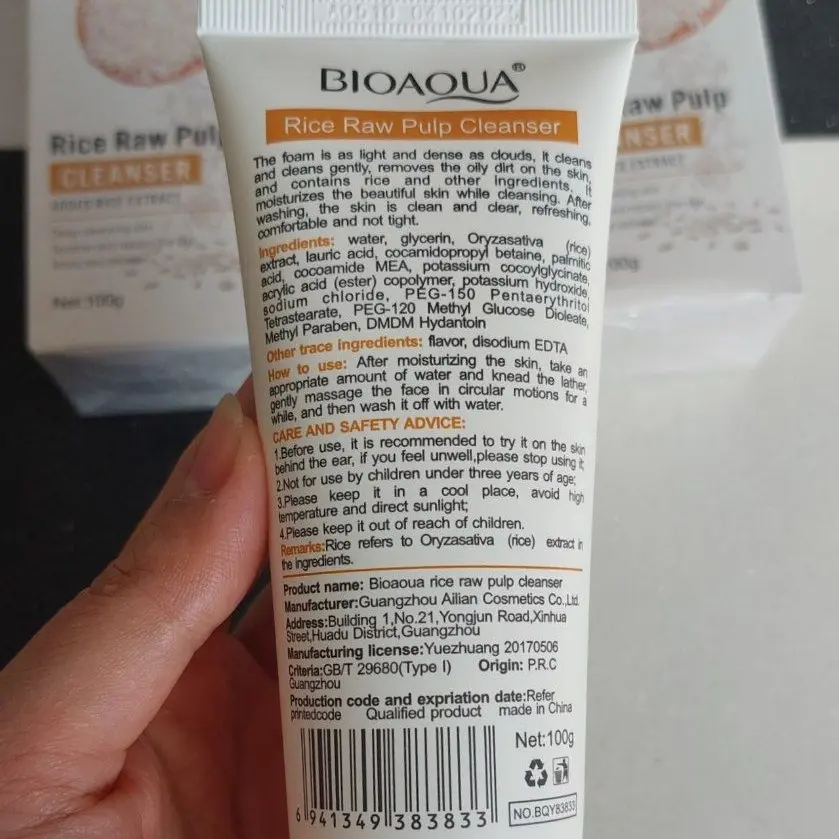 BIOAQUA®
Rice Raw Pulp Cleanser
The foam is as light and dense as clouds, It cleans
and cleans gently, removes the oily dirt on the skin,
and contains rice and other Ingredients. It
moisturizes the beautiful skin while cleansing. After
washing, the skin is clean and clear, refreshing,
comfortable and not tight.
Ingredients: water, glycerin, Oryzasativa (rice)
extract, lauric acid, cocamidopropyl betaine, palmitic
acid, cocoamide MEA, potassium cocoylglycinate,
acrylic acid (ester) copolymer, potassium hydroxide,
sodium chloride, PEG-150 Pentaerythritol
Tetrastearate, PEG-120 Methyl Glucose Dioleate,
Methyl Paraben, DMDM Hydantoin
Other trace ingredients: flavor, disodium EDTA
How to use: After moisturizing the skin, take an
appropriate amount of water and knead the lather,
gently massage the face in circular motions for a
while, and then wash it off with water.
CARE AND SAFETY ADVICE:
1.Before use, it is recommended to try it on the skin
behind the ear, if you feel unwell,please stop using it;
2.Not for use by children under three years of age;
3.Please keep it in a cool place, avoid high
temperature and direct sunlight;
4.Please keep it out of reach of children.
Remarks:Rice refers to Oryzasativa (rice) extract in
the ingredients.
Product name: Bioaoua rice raw pulp cleanser
Manufacturer:Guangzhou Ailian Cosmetics Co.,Ltd.
Address:Building 1,No.21,Yongjun Road,Xinhua
Street,Huadu District,Guangzhou
Manufacturing license:Yuezhuang 20170506
Criteria:GB/T 29680(Type I) Origin: P.R.C
Guangzhou
Production code and expriation date:Refer
printedcode Qualified product made in China
Net:100g
6 941349 383833
NO.BQY83833
Rice Raw Pul
CLEANSER
ADDED RICE EXTRACT
Net:100g
aw Pulp
NSER
EXTRACT
00g